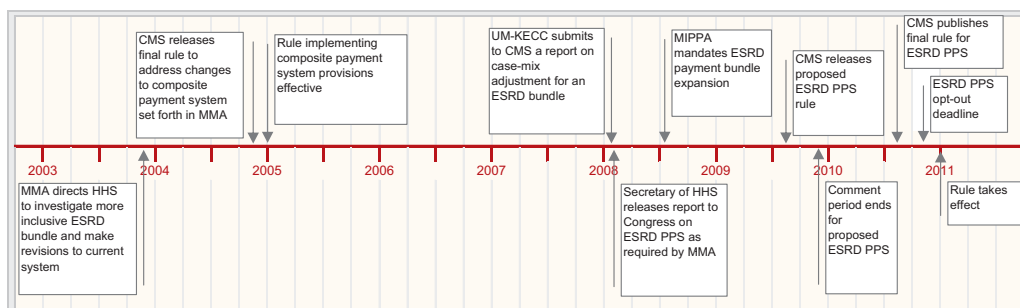 CMS releases
final rule to
address changes
to composite
payment system
set forth in MMA
Rule implementing
composite payment
system provisions
effective
UM-KECC submits
to CMS a report on
case-mix
adjustment for an
ESRD bundle
MIPPA
mandates ESRD
payment bundle
expansion
CMS releases
proposed
ESRD PPS
rule
CMS publishes
final rule for
ESRD PPS
ESRD PPS
opt-out
deadline
2003 2004 2005 2006 2007 2008 2009 2010 2011
MMA directs HHS
to investigate more
inclusive ESRD
bundle and make
revisions to current
system
Secretary of HHS
releases report to
Congress on
ESRD PPS as
required by MMA
Comment
period ends
for
proposed
ESRD PPS
Rule takes
effect